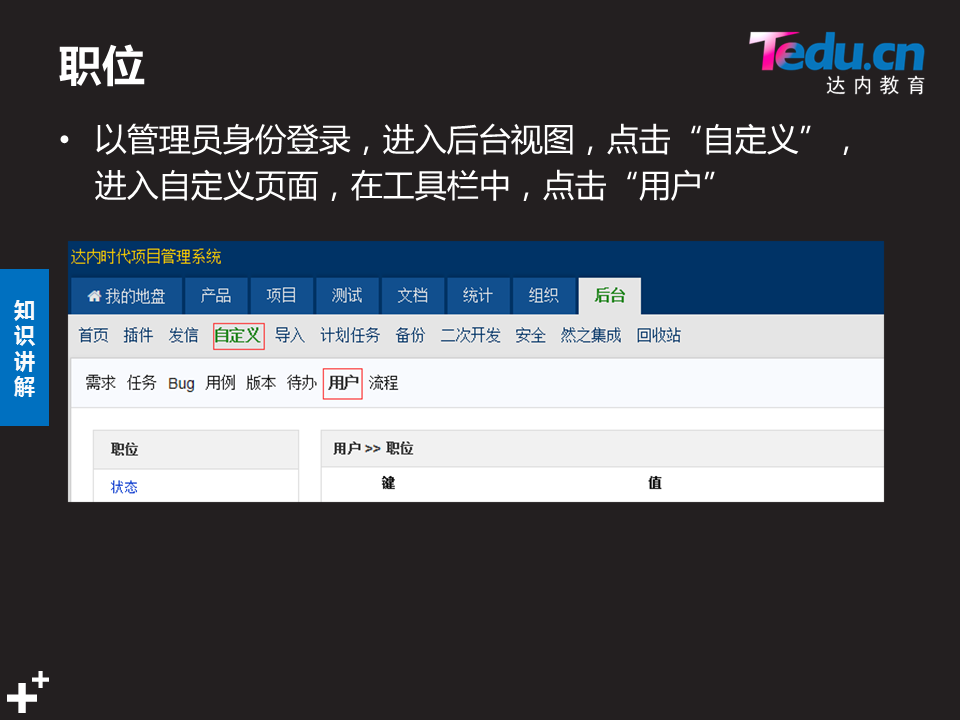 职位
Tedu.cn
达内教育
• 以管理员身份登录，进入后台视图，点击“自定义”，
进入自定义页面，在工具栏中，点击“用户”
知识讲解
达内时代项目管理系统
我的地盘 产品 项目 测试 文档 统计 组织 后台
首页 插件 发信 自定义 导入 计划任务 备份 二次开发 安全 然之集成 回收站
需求 任务 Bug 用例 版本 待办 用户 流程
职位 用户 >> 职位
状态 键 值